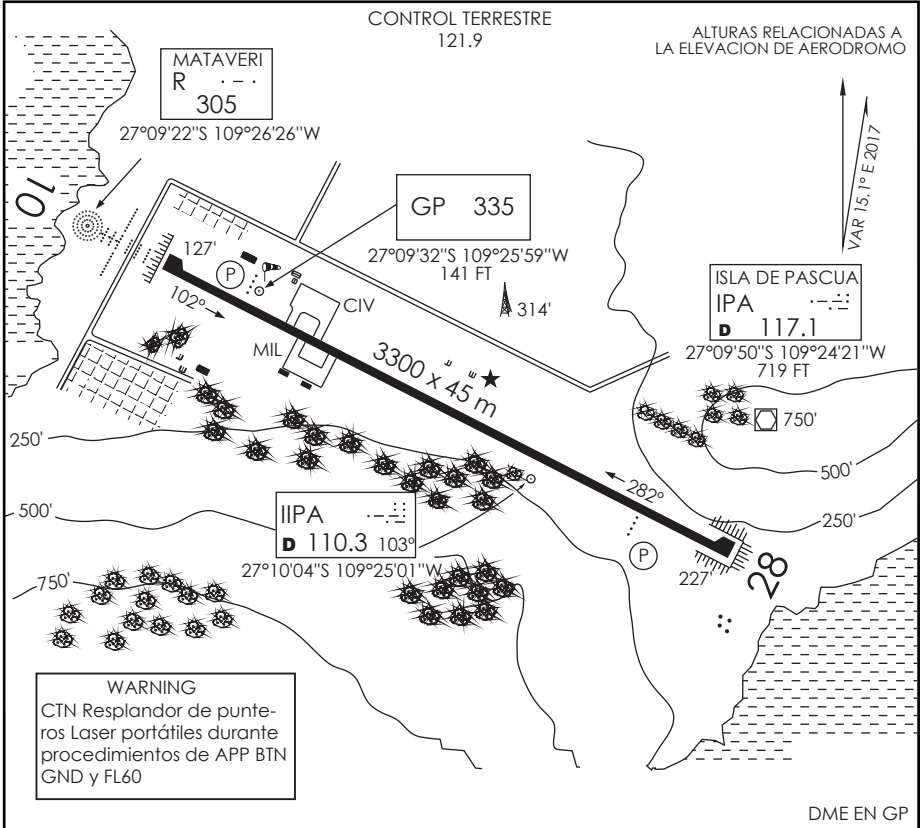 CONTROL TERRESTRE
121.9
ALTURAS RELACIONADAS A
LA ELEVACION DE AERODROMO
MATAVERI
R
305
27°09'22"S 109°26'26"W
VAR 15.1° E 2017
10
GP 335
27°09'32"S 109°25'59"W
141 FT
127'
P
102°
CIV
MIL
314'
3300 x 45 m
ISLA DE PASCUA
IPA
D 117.1
27°09'50"S 109°24'21"W
719 FT
750'
250'
500'
500'
282°
250'
IIPA
D 110.3 103°
27°10'04"S 109°25'01"W
P
227'
28
750'
WARNING
CTN Resplandor de punte-
ros Laser portátiles durante
procedimientos de APP BTN
GND y FL60
DME EN GP